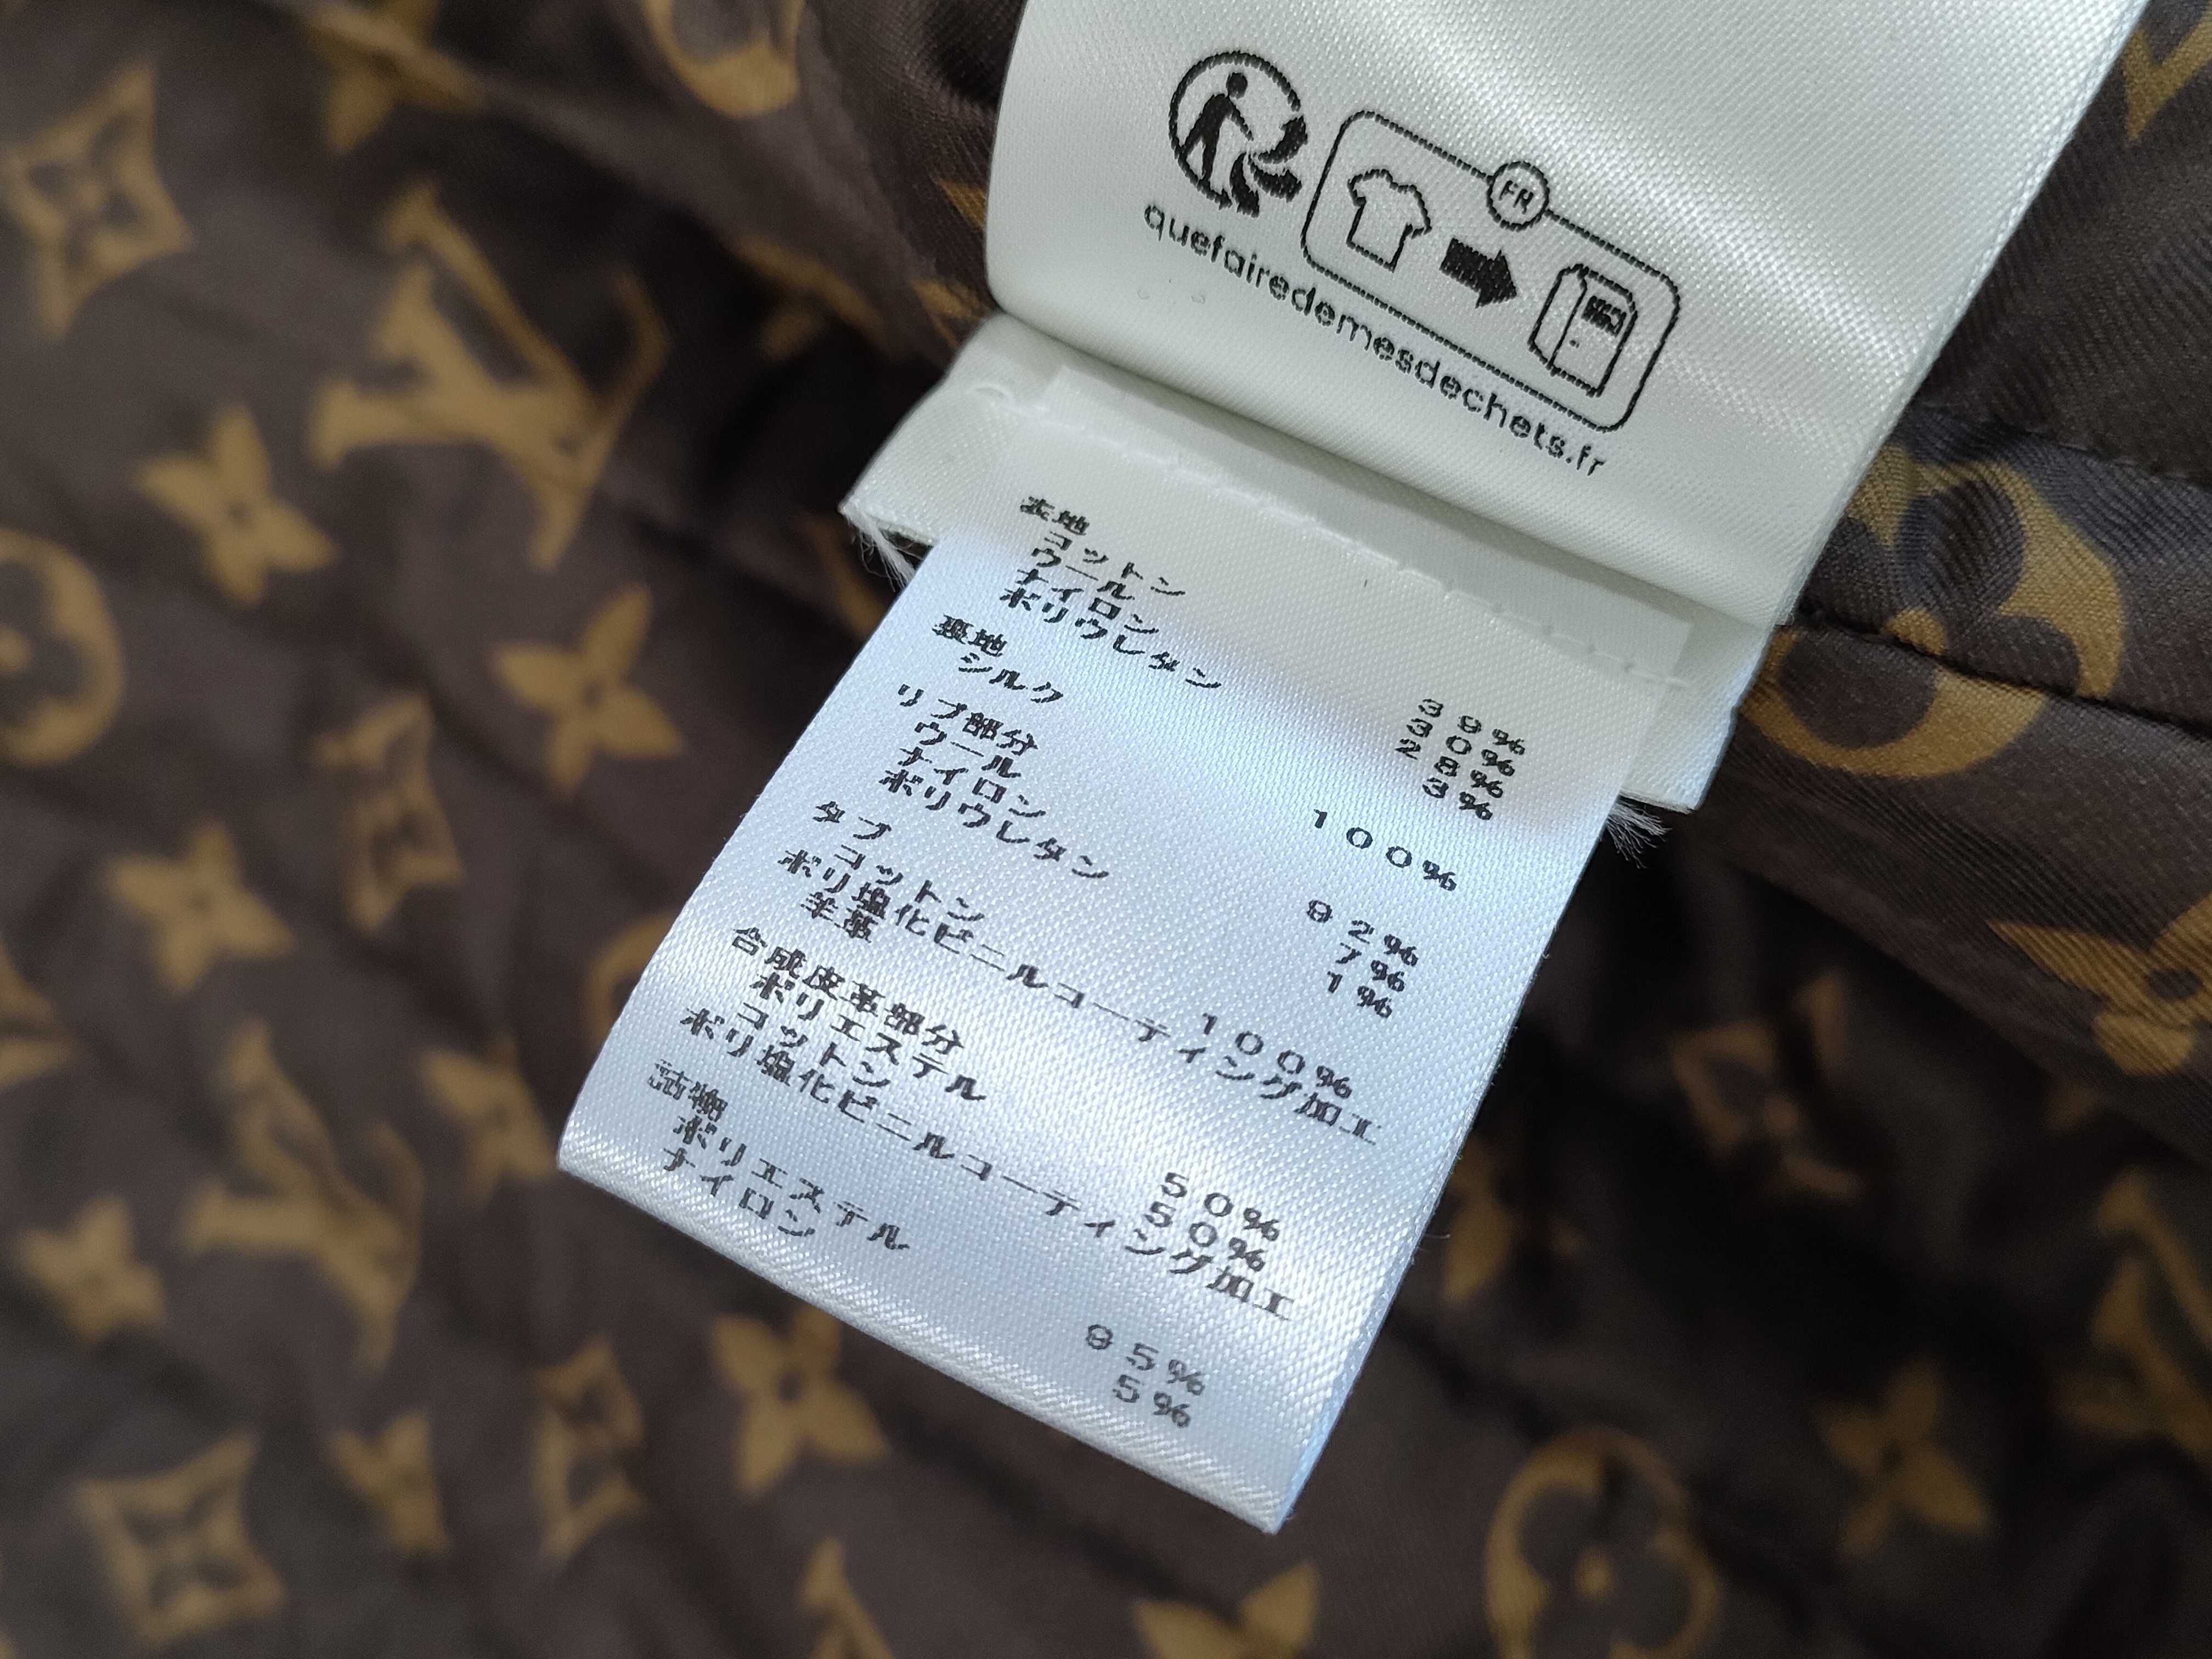 FR
quefairedemesdechets.fr
表地
コットン 39%
ウール 30%
ナイロン 28%
ポリウレタン 3%
裏地
シルク 100%
リブ部分
ウール 92%
ナイロン 7%
ポリウレタン 1%
タブ
コットン 100%
ポリ塩化ビニルコーティング加工
羊革
合成皮革部分
ポリエステル 50%
コットン 50%
ポリ塩化ビニルコーティング加工
詰物
ポリエステル 95%
ナイロン 5%